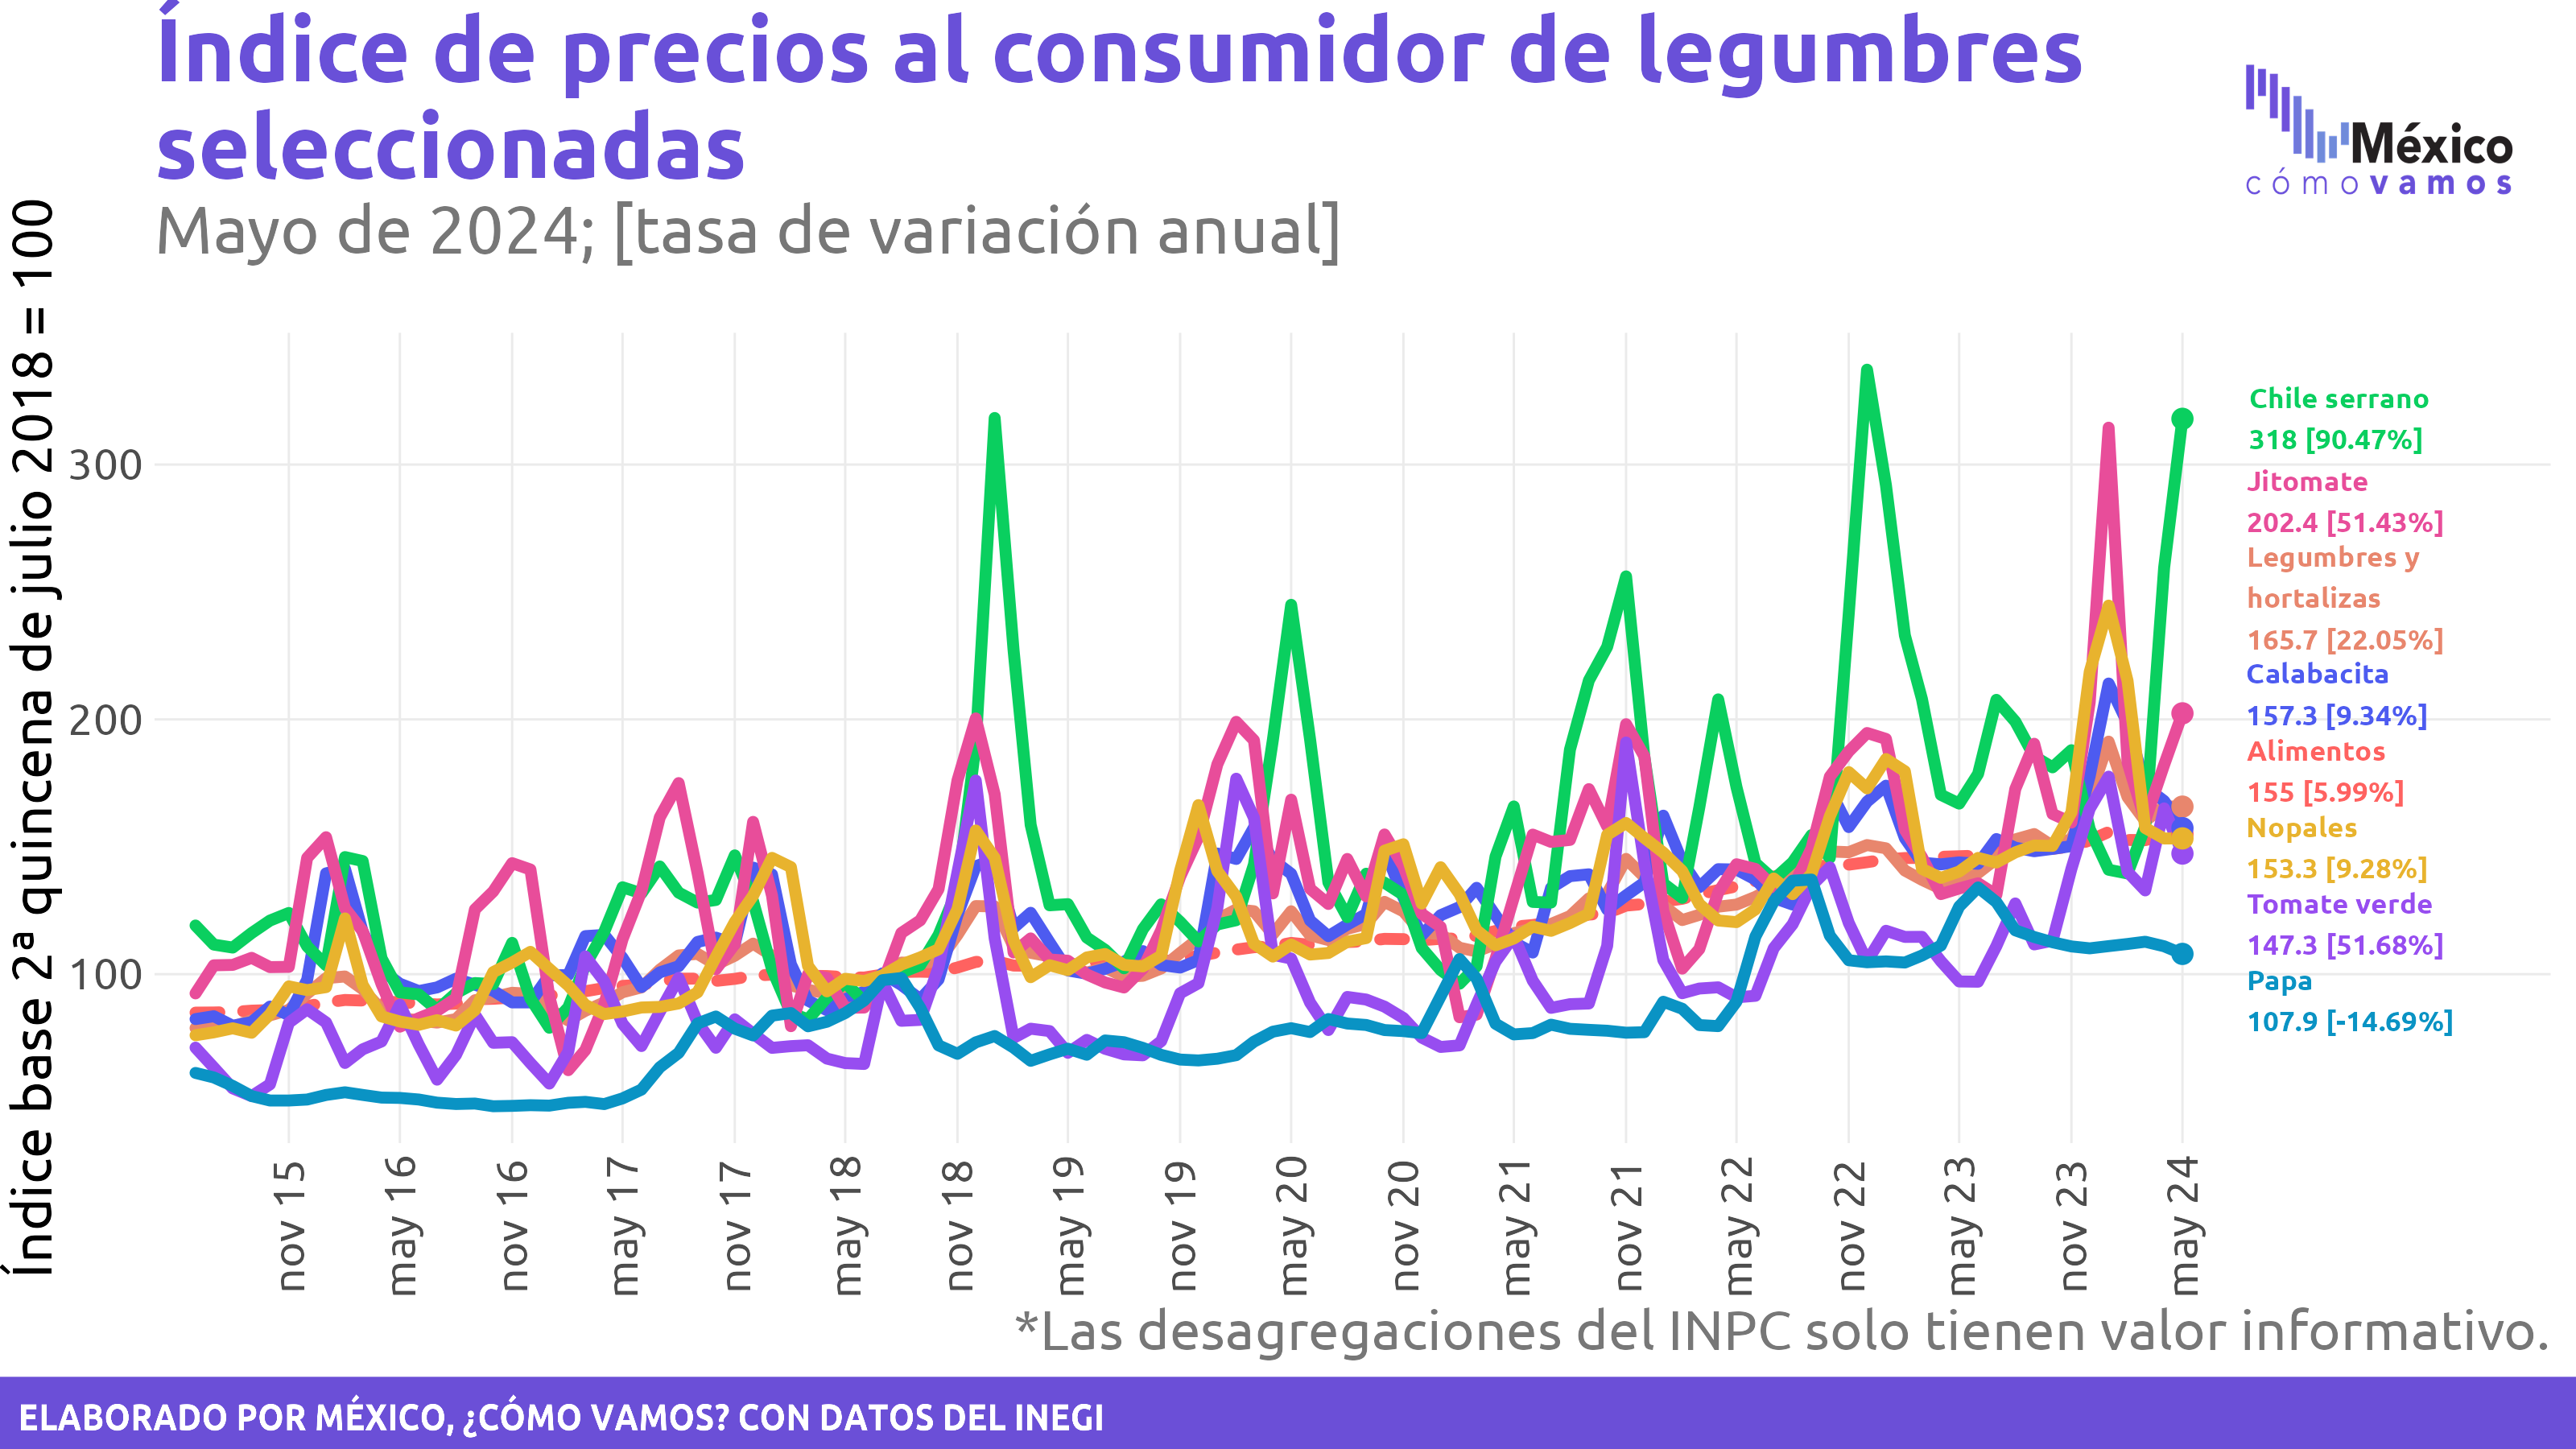 Índice de precios al consumidor de legumbres
seleccionadas
Mayo de 2024; [tasa de variación anual]
México
cómo vamos
Índice base 2ª quincena de julio 2018 = 100
300
200
100
Chile serrano
318 [90.47%]
Jitomate
202.4 [51.43%]
Legumbres y
hortalizas
165.7 [22.05%]
Calabacita
157.3 [9.34%]
Alimentos
155 [5.99%]
Nopales
153.3 [9.28%]
Tomate verde
147.3 [51.68%]
Papa
107.9 [-14.69%]
nov 15
may 16
nov 16
may 17
nov 17
may 18
nov 18
may 19
nov 19
may 20
nov 20
may 21
nov 21
may 22
nov 22
may 23
nov 23
may 24
*Las desagregaciones del INPC solo tienen valor informativo.
ELABORADO POR MÉXICO, ¿CÓMO VAMOS? CON DATOS DEL INEGI